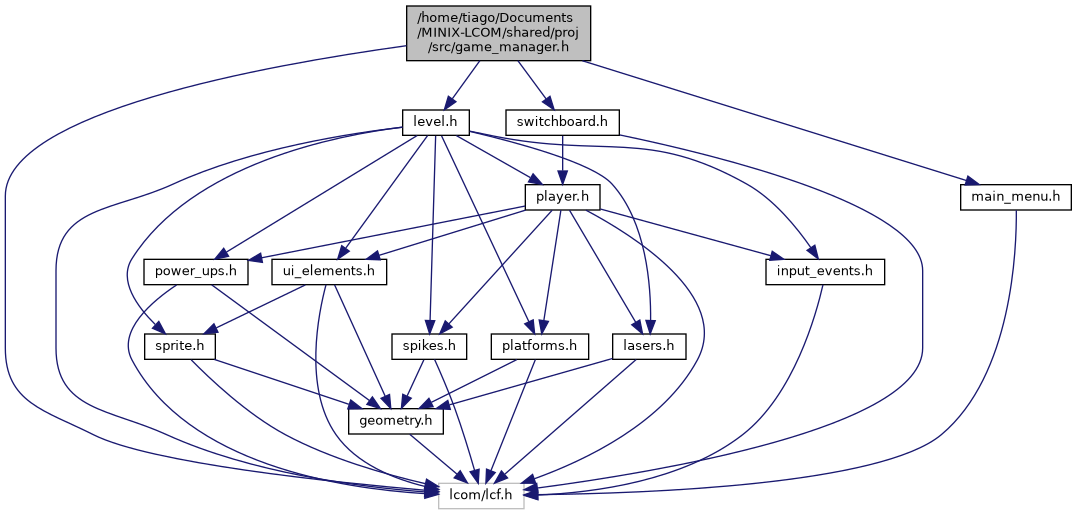 /home/tiago/Documents
/MINIX-LCOM/shared/proj
/src/game_manager.h
level.h
switchboard.h
player.h
main_menu.h
power_ups.h
ui_elements.h
input_events.h
sprite.h
spikes.h
platforms.h
lasers.h
geometry.h
lcom/lcf.h